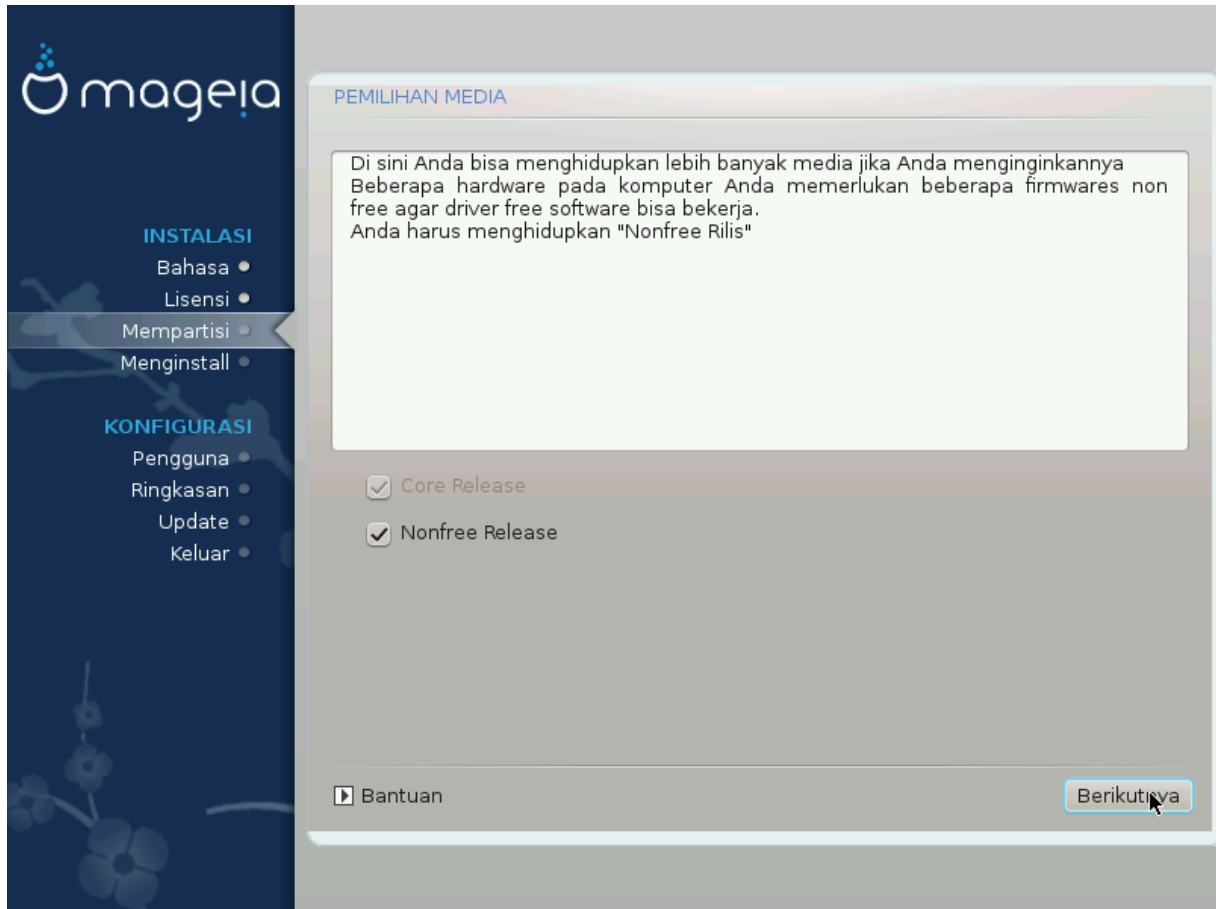 mageia
INSTALASI
Bahasa
Lisensi
Mempartisi
Menginstall
KONFIGURASI
Pengguna
Ringkasan
Update
Keluar
PEMILIHAN MEDIA
Di sini Anda bisa menghidupkan lebih banyak media jika Anda menginginkannya
Beberapa hardware pada komputer Anda memerlukan beberapa firmwares non
free agar driver free software bisa bekerja.
Anda harus menghidupkan "Nonfree Rilis"
Core Release
Nonfree Release
Bantuan
Berikutnya